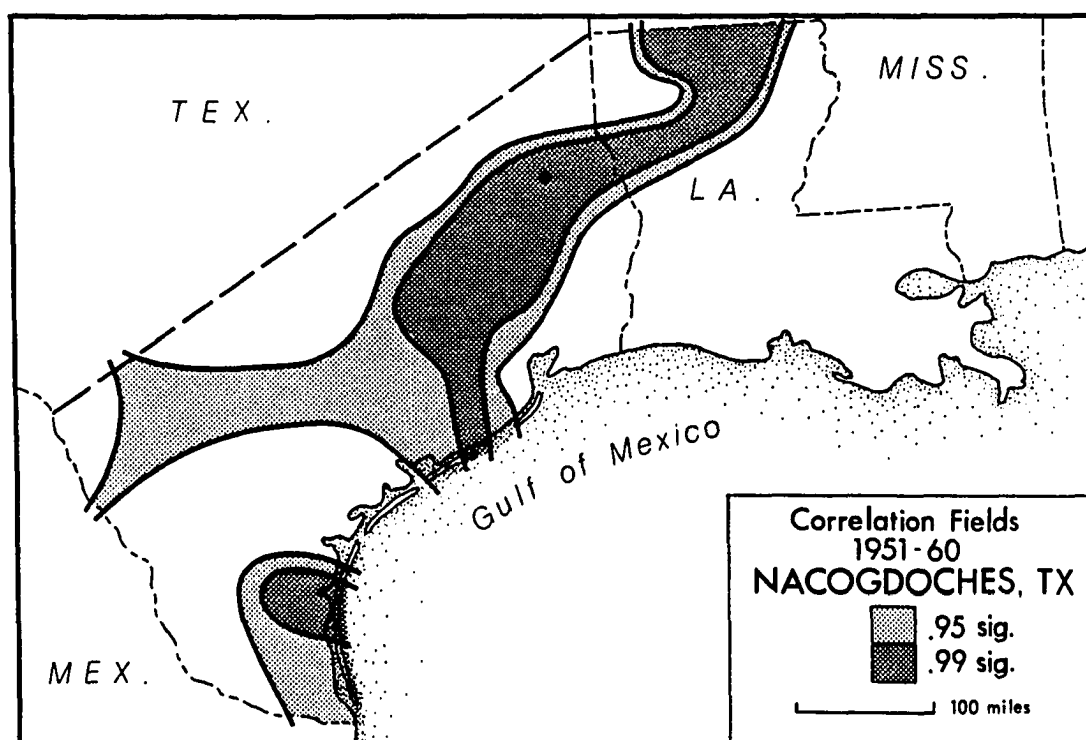 TEX.
MISS.
LA.
Gulf of Mexico
MEX.
Correlation Fields
1951-60
NACOGDOCHES, TX
.95 sig.
.99 sig.
100 miles